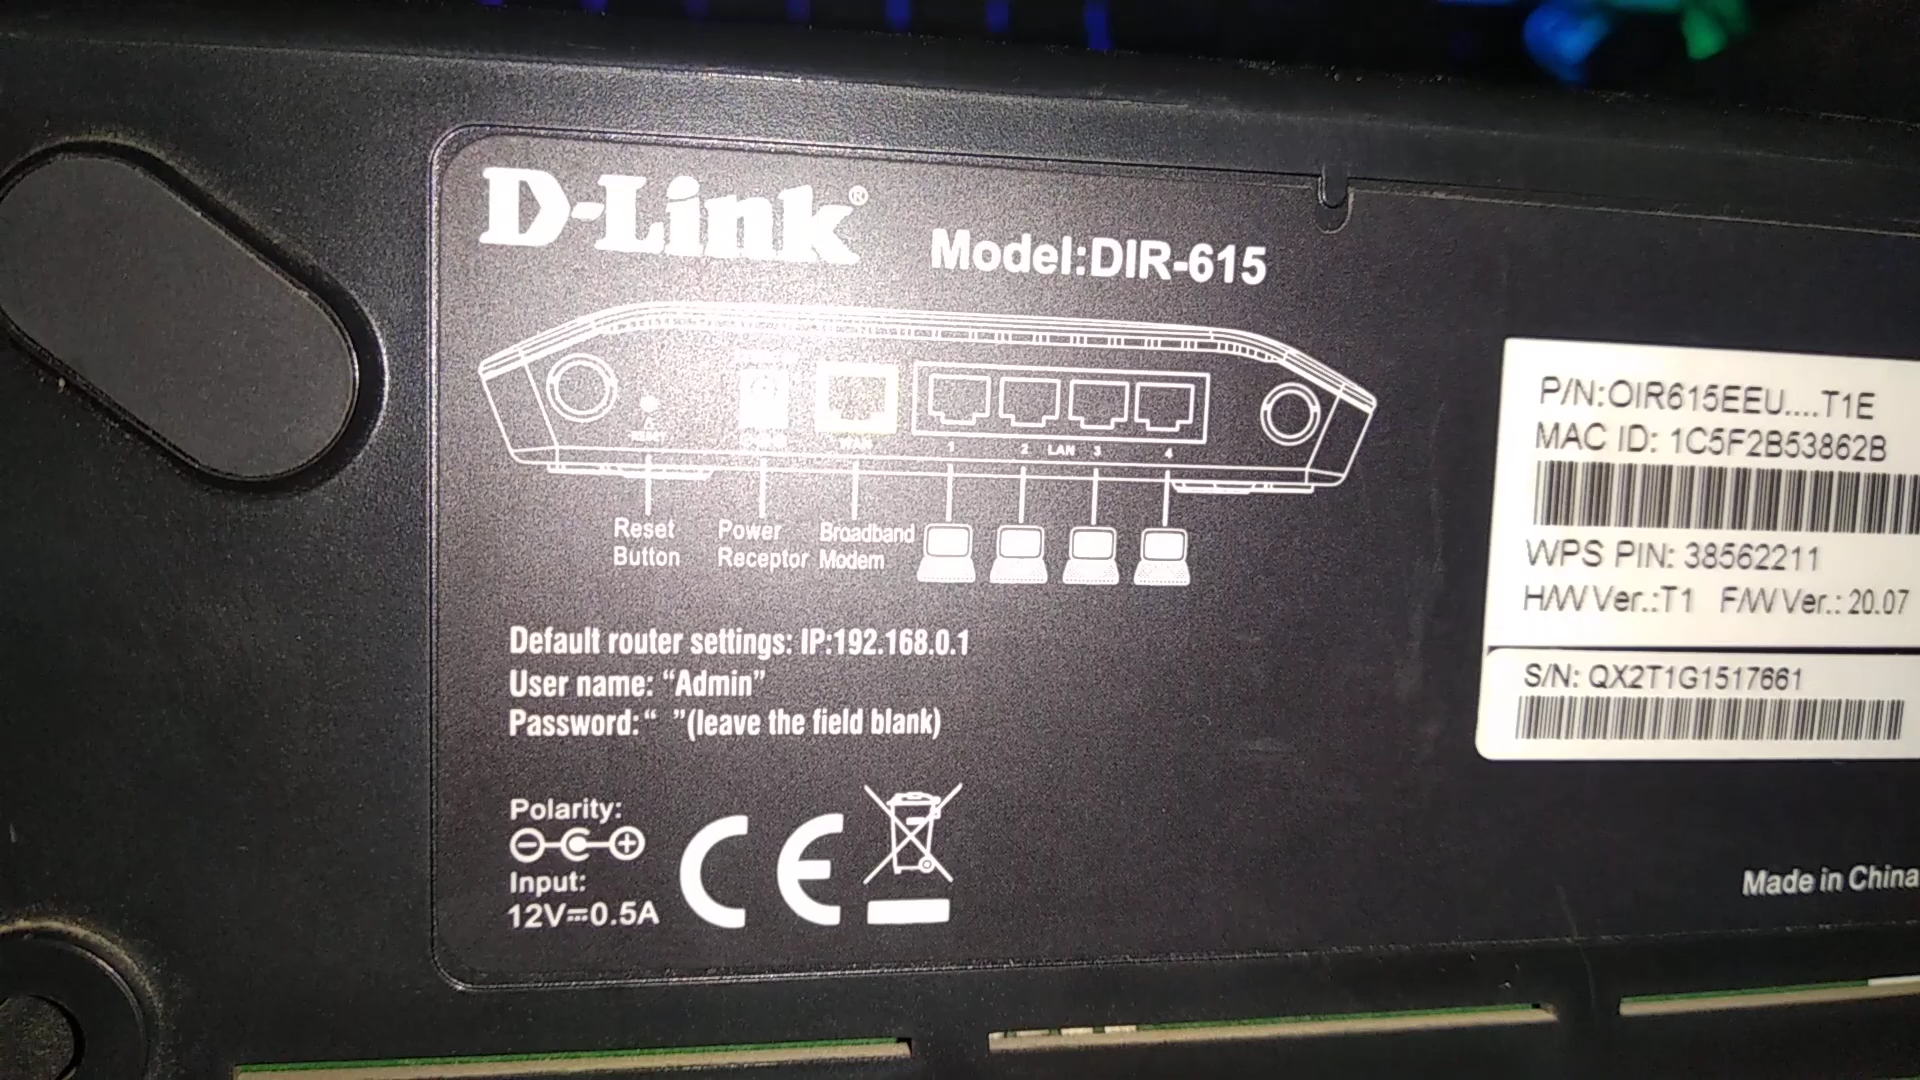 D-Link®
Model:DIR-615
RESET
1 2 LAN 3 4
Reset Button
Power Receptor
Broadband Modem
Default router settings: IP:192.168.0.1
User name: “Admin”
Password: “ ”(leave the field blank)
Polarity:
Input:
12V⎓0.5A
CE
P/N:OIR615EEU....T1E
MAC ID: 1C5F2B53862B
WPS PIN: 38562211
H/W Ver.:T1 F/W Ver.: 20.07
S/N: QX2T1G1517661
Made in China